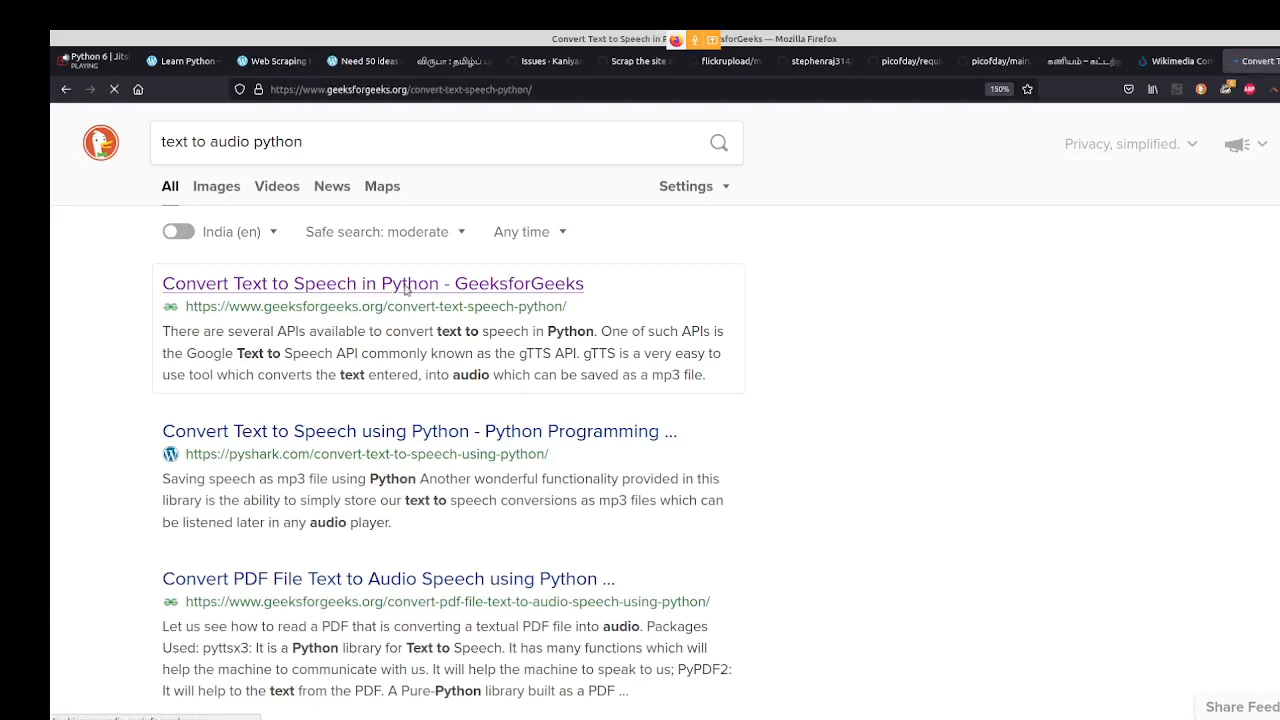 Convert Text to Speech in P sforGeeks — Mozilla Firefox
Python 6 | Jits
PLAYING
Learn Python
Web Scraping
Need 50 ideas
விருபா : தமிழ்ப் ப
Issues · Kaniya
Scrap the site a
flickrupload/m
stephenraj314
picofday/requi
picofday/main.
கணியம் – கட்டற்
Wikimedia Com
Convert T
https://www.geeksforgeeks.org/convert-text-speech-python/
150%
text to audio python
Privacy, simplified.
All Images Videos News Maps Settings
India (en) Safe search: moderate Any time
Convert Text to Speech in Python - GeeksforGeeks
https://www.geeksforgeeks.org/convert-text-speech-python/
There are several APIs available to convert text to speech in Python. One of such APIs is
the Google Text to Speech API commonly known as the gTTS API. gTTS is a very easy to
use tool which converts the text entered, into audio which can be saved as a mp3 file.
Convert Text to Speech using Python - Python Programming ...
https://pyshark.com/convert-text-to-speech-using-python/
Saving speech as mp3 file using Python Another wonderful functionality provided in this
library is the ability to simply store our text to speech conversions as mp3 files which can
be listened later in any audio player.
Convert PDF File Text to Audio Speech using Python ...
https://www.geeksforgeeks.org/convert-pdf-file-text-to-audio-speech-using-python/
Let us see how to read a PDF that is converting a textual PDF file into audio. Packages
Used: pyttsx3: It is a Python library for Text to Speech. It has many functions which will
help the machine to communicate with us. It will help the machine to speak to us; PyPDF2:
It will help to the text from the PDF. A Pure-Python library built as a PDF ...
Share Feed